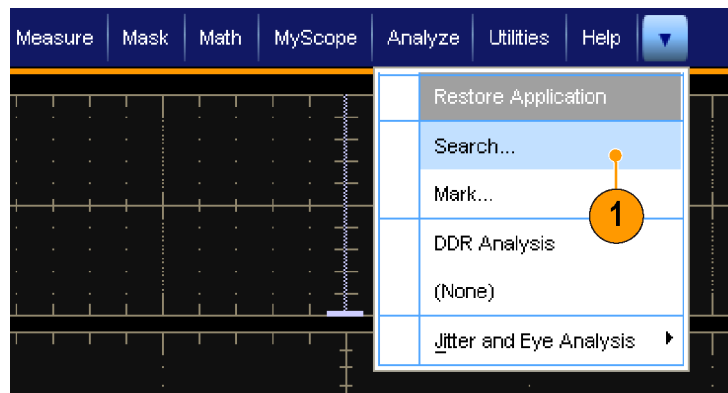 Measure Mask Math MyScope Analyze Utilities Help
Restore Application
Search...
Mark...
1
DDR Analysis
(None)
Jitter and Eye Analysis